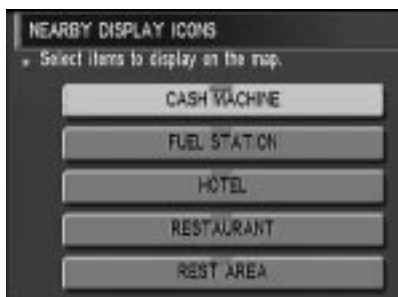 NEARBY DISPLAY ICONS
Select items to display on the map.
CASH MACHINE
FUEL STATION
HOTEL
RESTAURANT
REST AREA